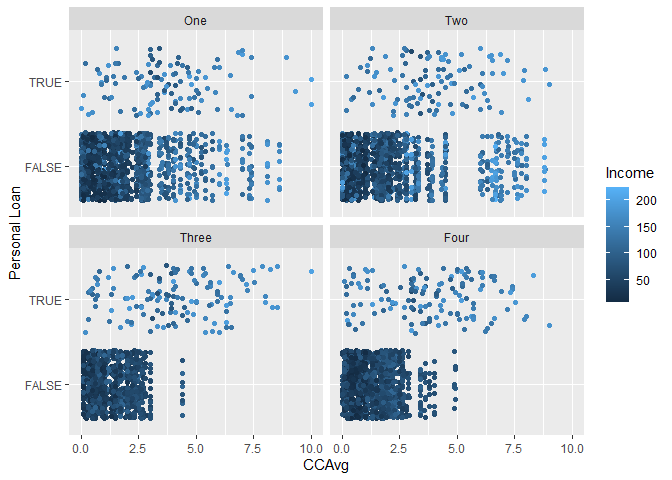 One
Two
TRUE
FALSE
Personal Loan
Three
Four
TRUE
FALSE
0.0 2.5 5.0 7.5 10.0 0.0 2.5 5.0 7.5 10.0
CCAvg
Income
200
150
100
50